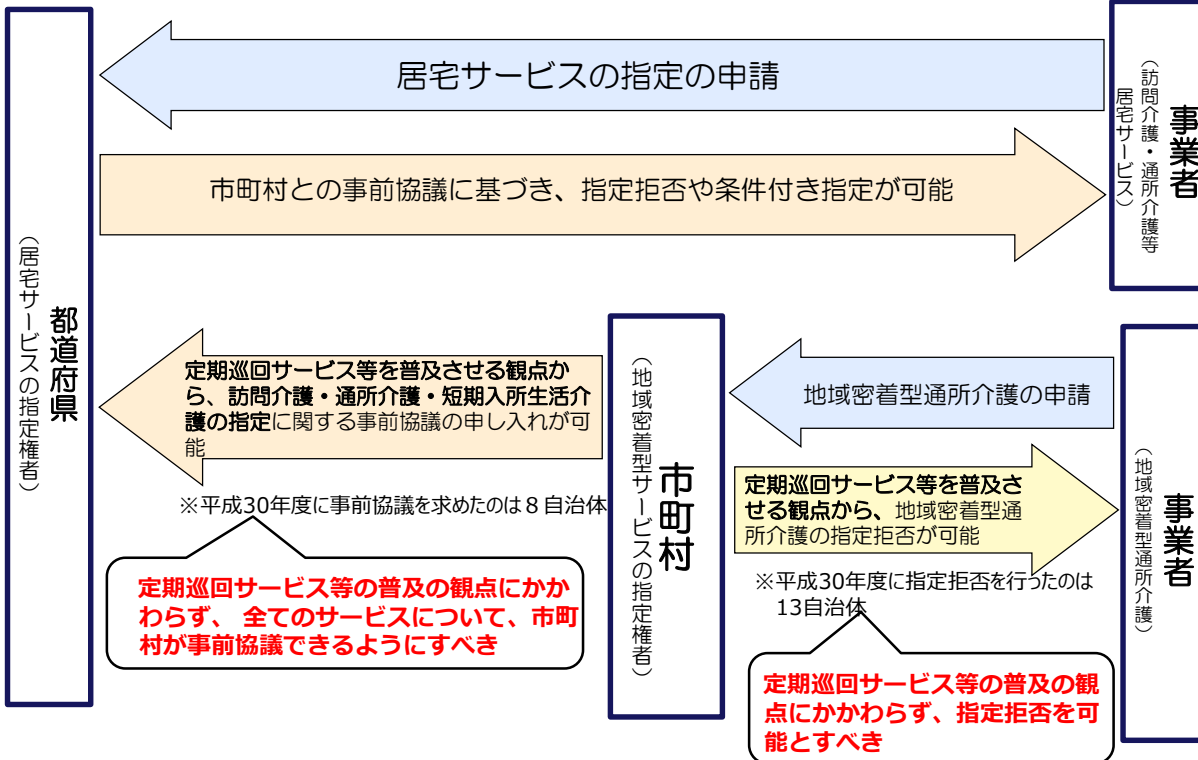 居宅サービスの指定の申請
市町村との事前協議に基づき、指定拒否や条件付き指定が可能
事業者
（訪問介護・通所介護等
居宅サービス）
都道府県
（居宅サービスの指定権者）
定期巡回サービス等を普及させる観点か
ら、訪問介護・通所介護・短期入所生活介
護の指定に関する事前協議の申し入れが可
能
※平成30年度に事前協議を求めたのは８自治体
定期巡回サービス等の普及の観点にかか
わらず、 全てのサービスについて、市町
村が事前協議できるようにすべき
市町村
（地域密着型サービスの指定権者）
地域密着型通所介護の申請
定期巡回サービス等を普及さ
せる観点から、地域密着型通
所介護の指定拒否が可能
※平成30年度に指定拒否を行ったのは
13自治体
定期巡回サービス等の普及の観
点にかかわらず、指定拒否を可
能とすべき
事業者
（地域密着型通所介護）